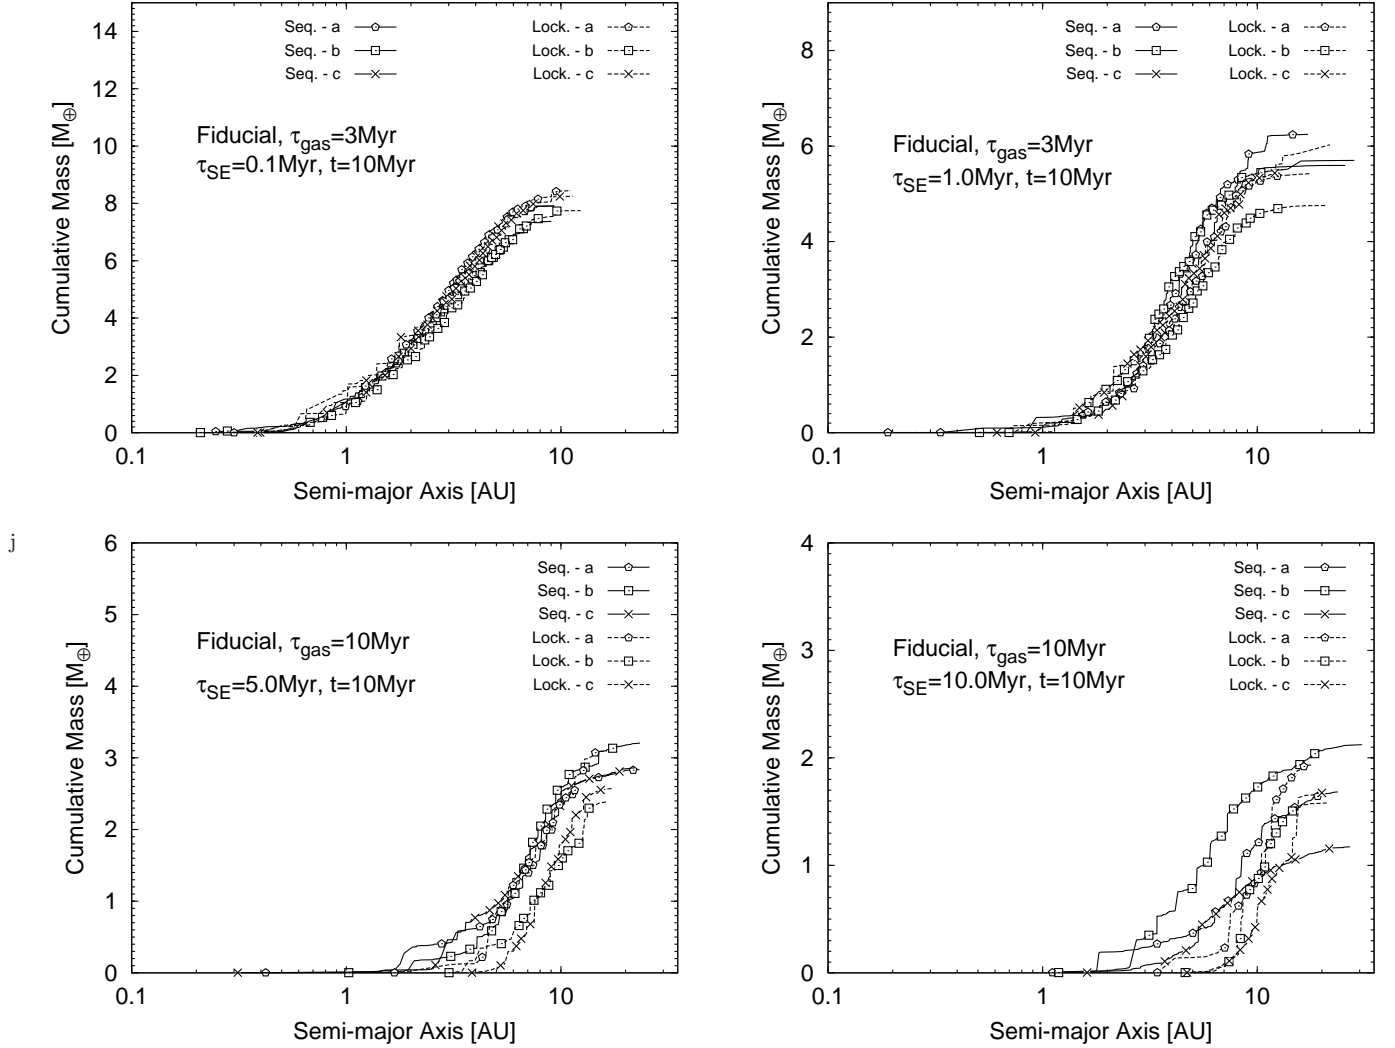 14
12
10
8
6
4
2
0
Cumulative Mass [M⊕]
Seq. - a
Seq. - b
Seq. - c
Lock. - a
Lock. - b
Lock. - c
Fiducial, τgas=3Myr
τSE=0.1Myr, t=10Myr
0.1 1 10
Semi-major Axis [AU]
8
6
4
2
0
Cumulative Mass [M⊕]
Seq. - a
Seq. - b
Seq. - c
Lock. - a
Lock. - b
Lock. - c
Fiducial, τgas=3Myr
τSE=1.0Myr, t=10Myr
0.1 1 10
Semi-major Axis [AU]
j
6
5
4
3
2
1
0
Cumulative Mass [M⊕]
Seq. - a
Seq. - b
Seq. - c
Lock. - a
Lock. - b
Lock. - c
Fiducial, τgas=10Myr
τSE=5.0Myr, t=10Myr
0.1 1 10
Semi-major Axis [AU]
4
3
2
1
0
Cumulative Mass [M⊕]
Seq. - a
Seq. - b
Seq. - c
Lock. - a
Lock. - b
Lock. - c
Fiducial, τgas=10Myr
τSE=10.0Myr, t=10Myr
0.1 1 10
Semi-major Axis [AU]